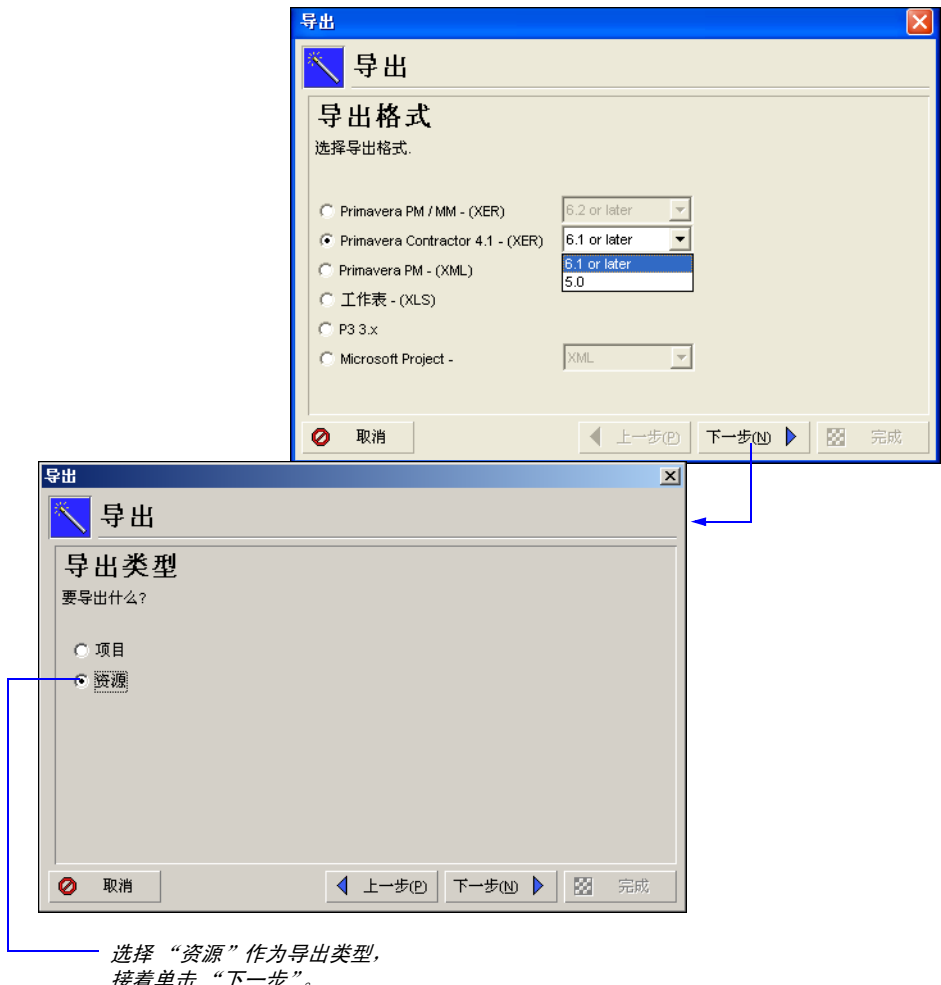 导出
导出
导出格式
选择导出格式.
Primavera PM / MM - (XER) 6.2 or later
Primavera Contractor 4.1 - (XER) 6.1 or later
6.1 or later
5.0
Primavera PM - (XML)
工作表 - (XLS)
P3 3.x
Microsoft Project - XML
取消 上一步(P) 下一步(N) 完成
导出
导出
导出类型
要导出什么?
项目
资源
取消 上一步(P) 下一步(N) 完成
选择 “资源”作为导出类型，
接着单击 “下一步”。